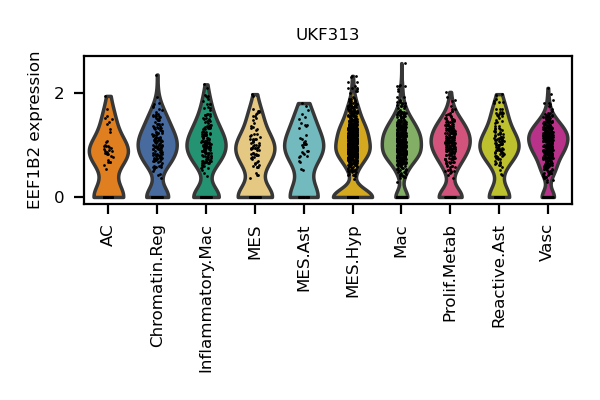 UKF313
EEF1B2 expression
2
0
AC
Chromatin.Reg
Inflammatory.Mac
MES
MES.Ast
MES.Hyp
Mac
Prolif.Metab
Reactive.Ast
Vasc